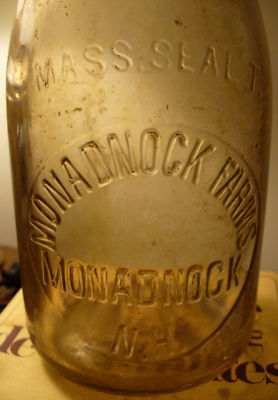 MASS. SEAL T
MONADNOCK FARMS
MONADNOCK
N.H.